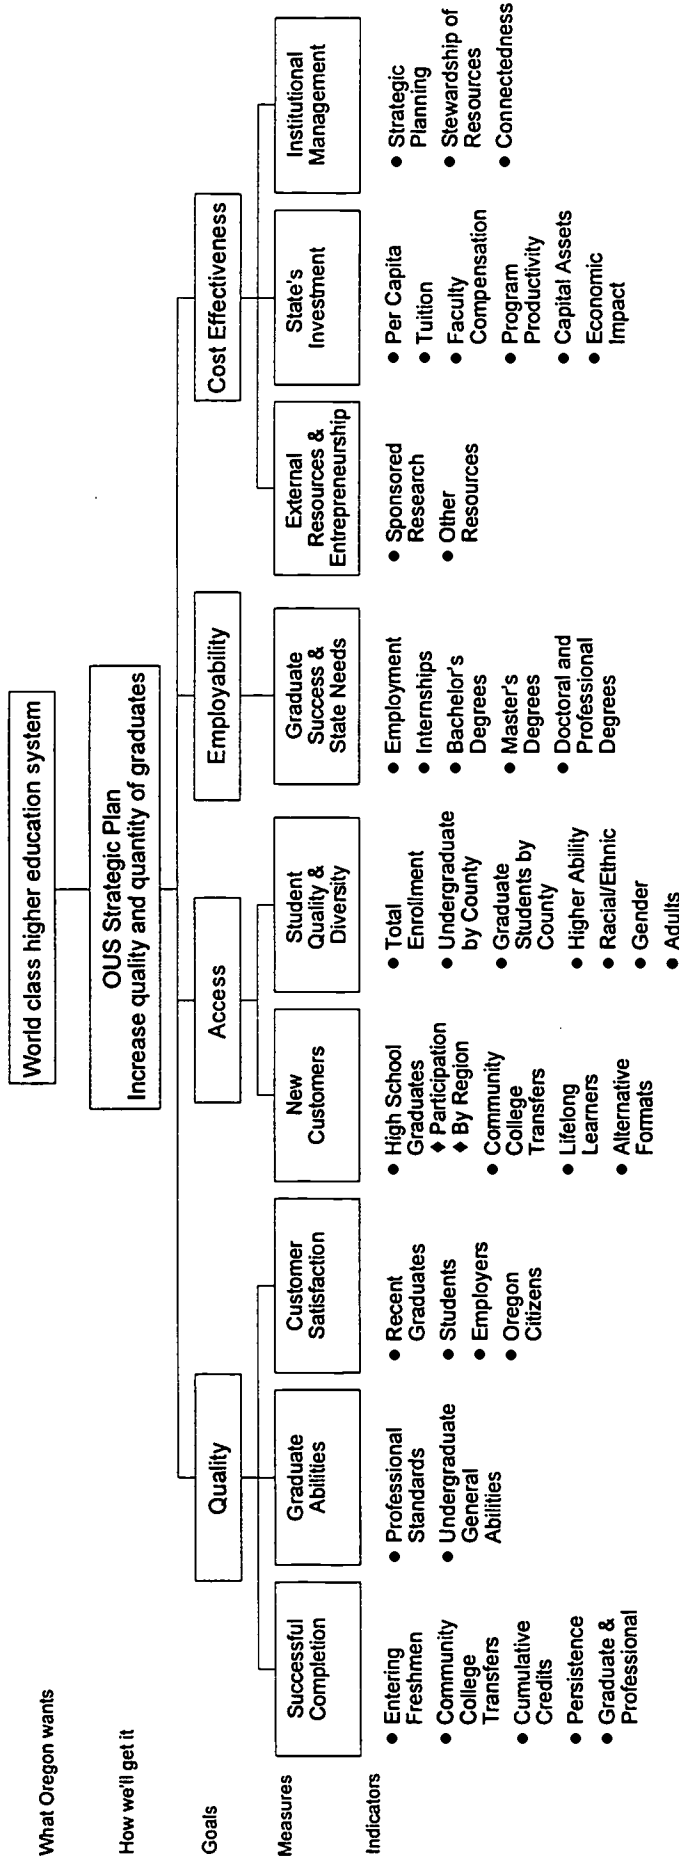 What Oregon wants
World class higher education system
How we'll get it
OUS Strategic Plan
Increase quality and quantity of graduates
Goals
Quality
Access
Employability
Cost Effectiveness
Measures
Successful
Completion
Graduate
Abilities
Customer
Satisfaction
New
Customers
Student
Quality &
Diversity
Graduate
Success &
State Needs
External
Resources &
Entrepreneurship
State's
Investment
Institutional
Management
Indicators
● Entering
Freshmen
● Community
College
Transfers
● Cumulative
Credits
● Persistence
● Graduate &
Professional
● Professional
Standards
● Undergraduate
General
Abilities
● Recent
Graduates
● Students
● Employers
● Oregon
Citizens
● High School
Graduates
♦ Participation
♦ By Region
● Community
College
Transfers
● Lifelong
Learners
● Alternative
Formats
● Total
Enrollment
● Undergraduate
by County
● Graduate
Students by
County
● Higher Ability
● Racial/Ethnic
● Gender
● Adults
● Employment
● Internships
● Bachelor's
Degrees
● Master's
Degrees
● Doctoral and
Professional
Degrees
● Sponsored
Research
● Other
Resources
● Per Capita
● Tuition
● Faculty
Compensation
● Program
Productivity
● Capital Assets
● Economic
Impact
● Strategic
Planning
● Stewardship of
Resources
● Connectedness